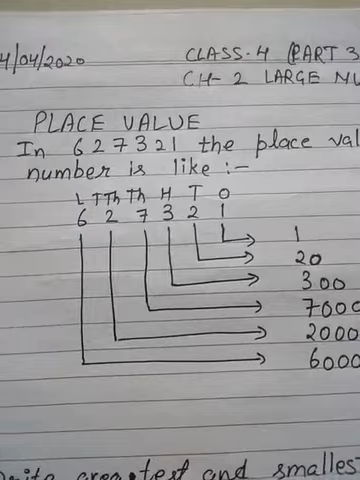 4/04/2020 CLASS-4 (PART 3
CH- 2 LARGE NU
PLACE VALUE
In 627321 the place val
number is like :-
L TTh Th H T O
6 2 7 3 2 1
1
20
300
7000
2000
6000
greatest and smallest